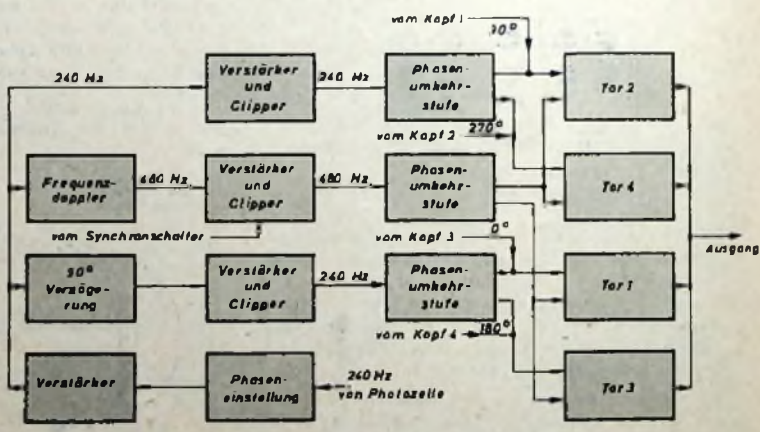 vom Kopf 1
90°
240 Hz
Verstärker
und
Clipper
240 Hz
Phasen-
umkehr-
stufe
Tor 2
vom Kopf 2
270°
Frequenz-
doppler
480 Hz
Verstärker
und
Clipper
480 Hz
Phasen-
umkehr-
stufe
Tor 4
vom Synchronschalter
vom Kopf 3
0°
Ausgang
90°
Verzöge-
rung
Verstärker
und
Clipper
240 Hz
Phasen-
umkehr-
stufe
Tor 1
vom Kopf 4
180°
Verstärker
Phasen-
einstellung
240 Hz
von Photozelle
Tor 3